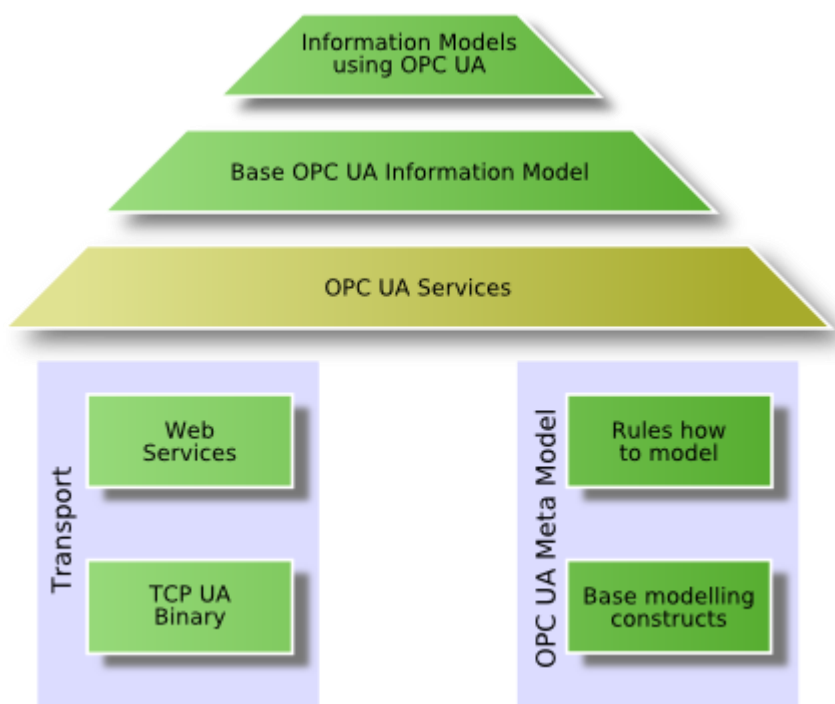 Information Models
using OPC UA
Base OPC UA Information Model
OPC UA Services
Transport
Web
Services
TCP UA
Binary
OPC UA Meta Model
Rules how
to model
Base modelling
constructs